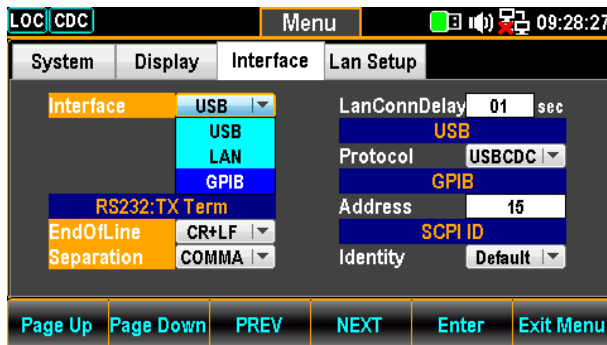 LOC CDC Menu 09:28:27
System Display Interface Lan Setup
Interface USB LanConnDelay 01 sec
USB USB
LAN Protocol USBCDC
GPIB GPIB
RS232:TX Term Address 15
EndOfLine CR+LF SCPI ID
Separation COMMA Identity Default
Page Up Page Down PREV NEXT Enter Exit Menu